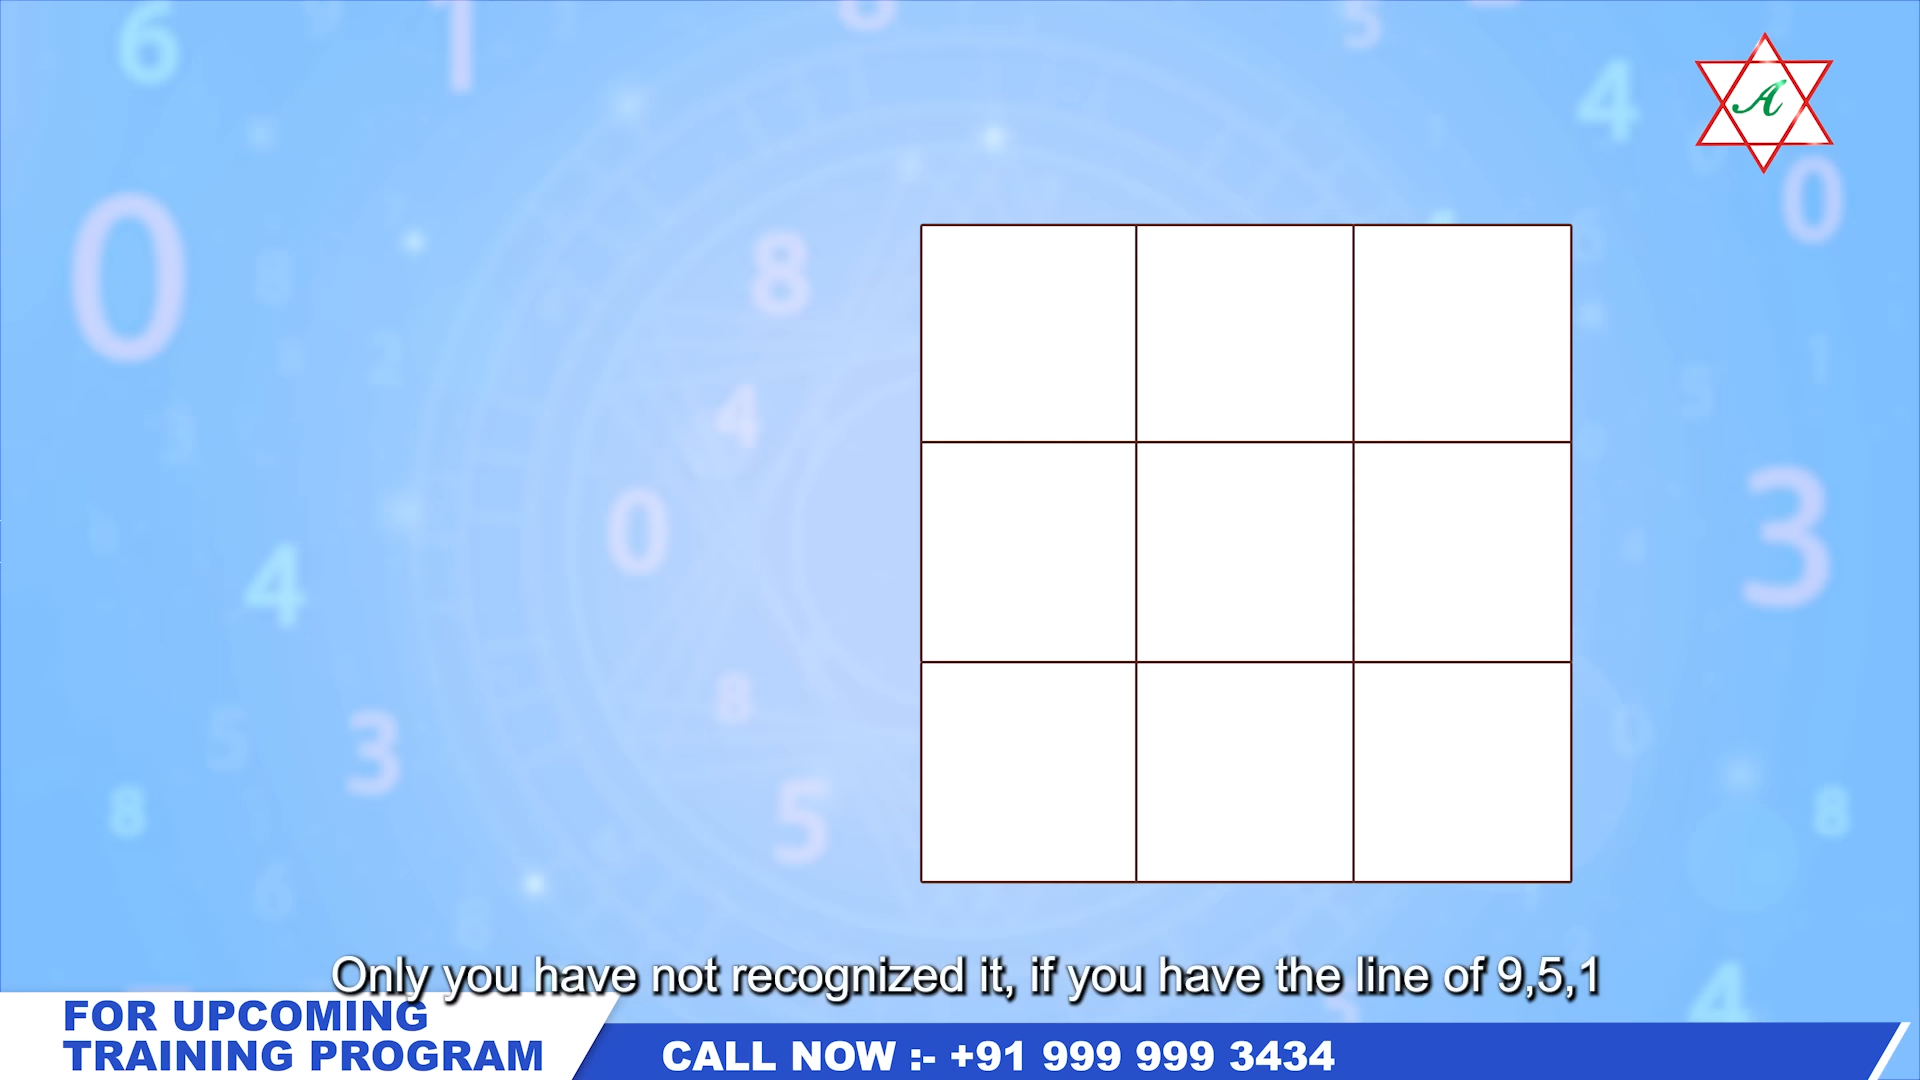 A
Only you have not recognized it, if you have the line of 9,5,1
FOR UPCOMING
TRAINING PROGRAM
CALL NOW :- +91 999 999 3434